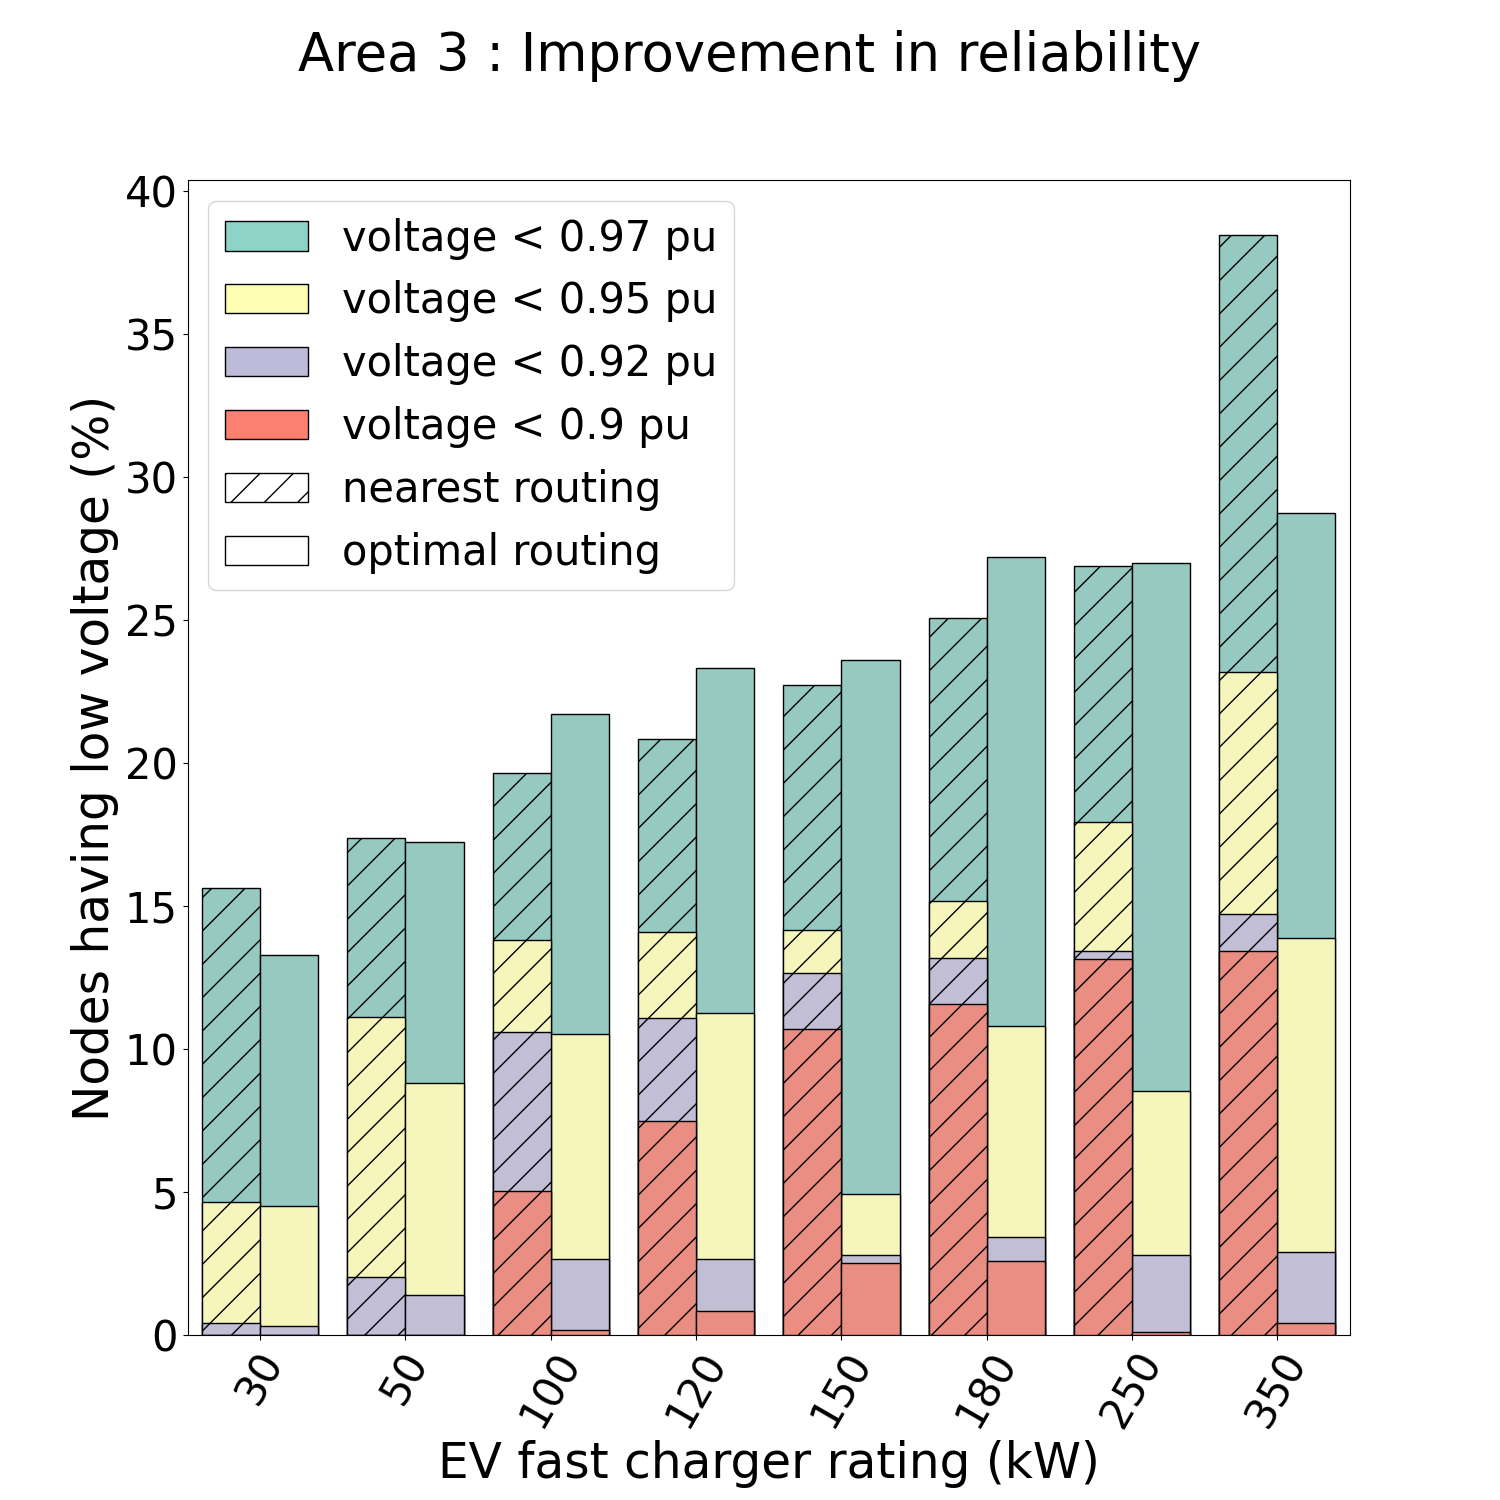 Area 3 : Improvement in reliability
40
35
30
25
20
15
10
5
0
Nodes having low voltage (%)
voltage < 0.97 pu
voltage < 0.95 pu
voltage < 0.92 pu
voltage < 0.9 pu
nearest routing
optimal routing
30 50 100 120 150 180 250 350
EV fast charger rating (kW)